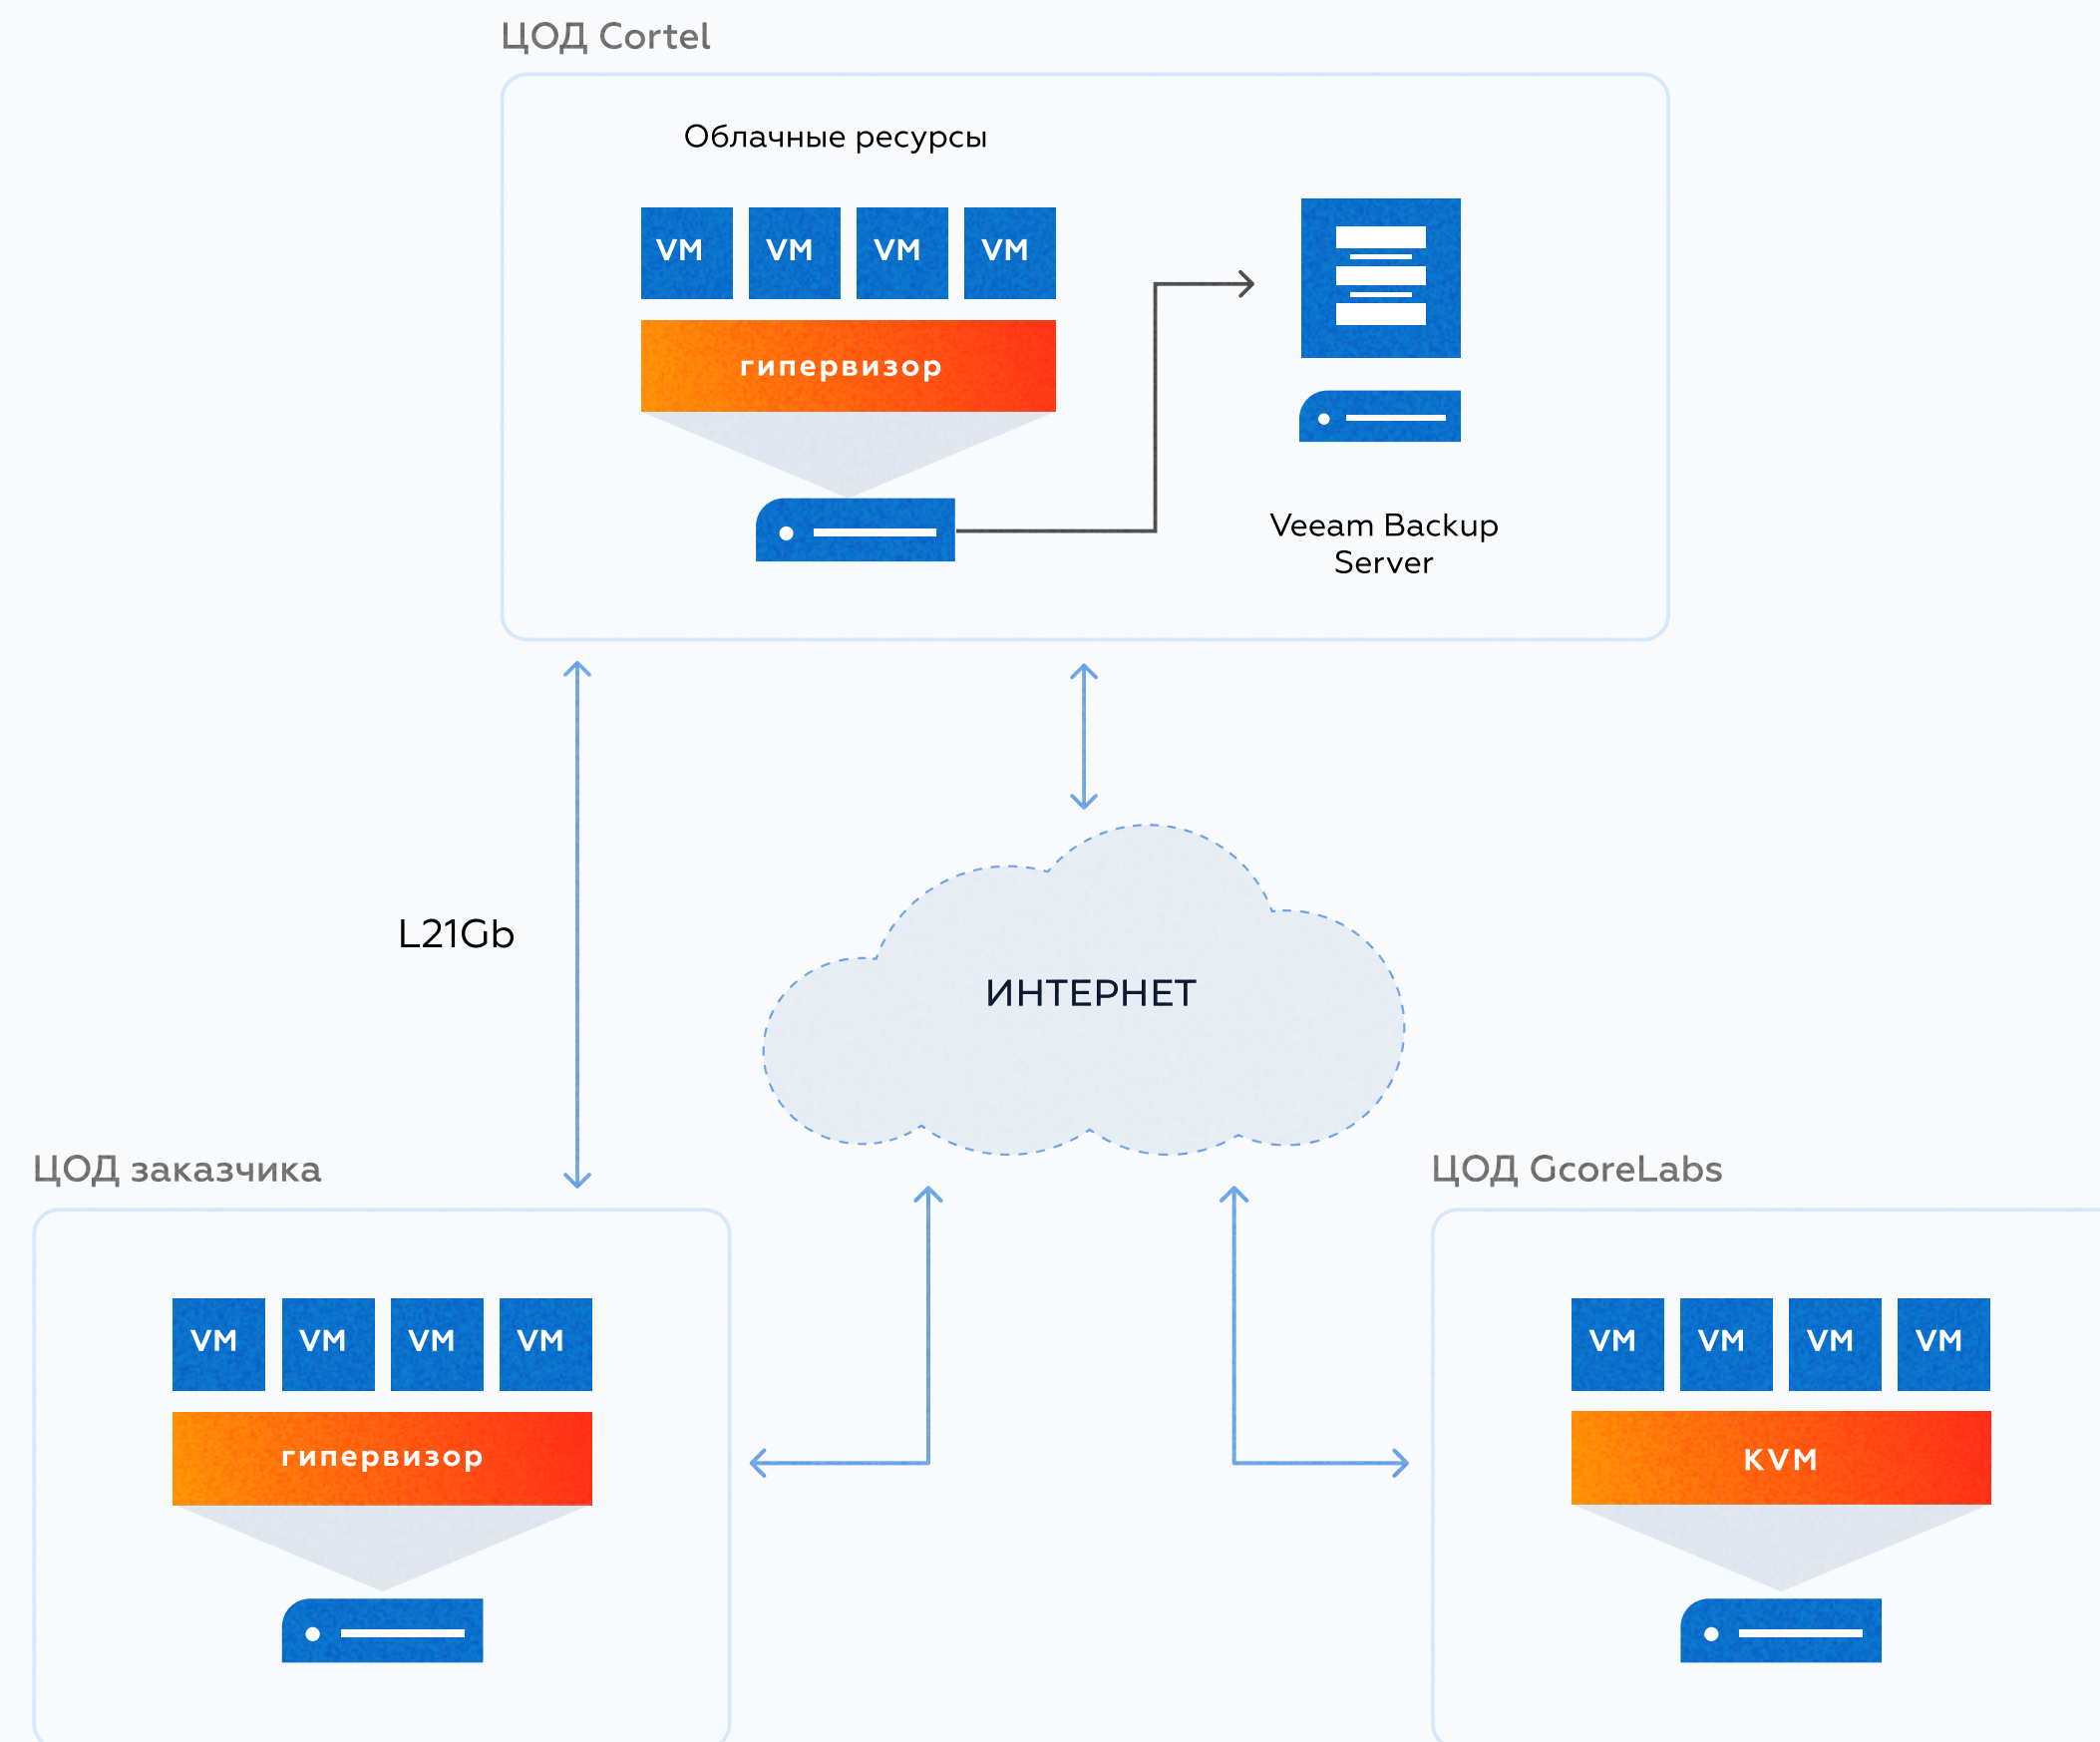 ЦОД Cortel
Облачные ресурсы
VM VM VM VM
гипервизор
Veeam Backup
Server
L21Gb
ИНТЕРНЕТ
ЦОД заказчика
VM VM VM VM
гипервизор
ЦОД GcoreLabs
VM VM VM VM
KVM